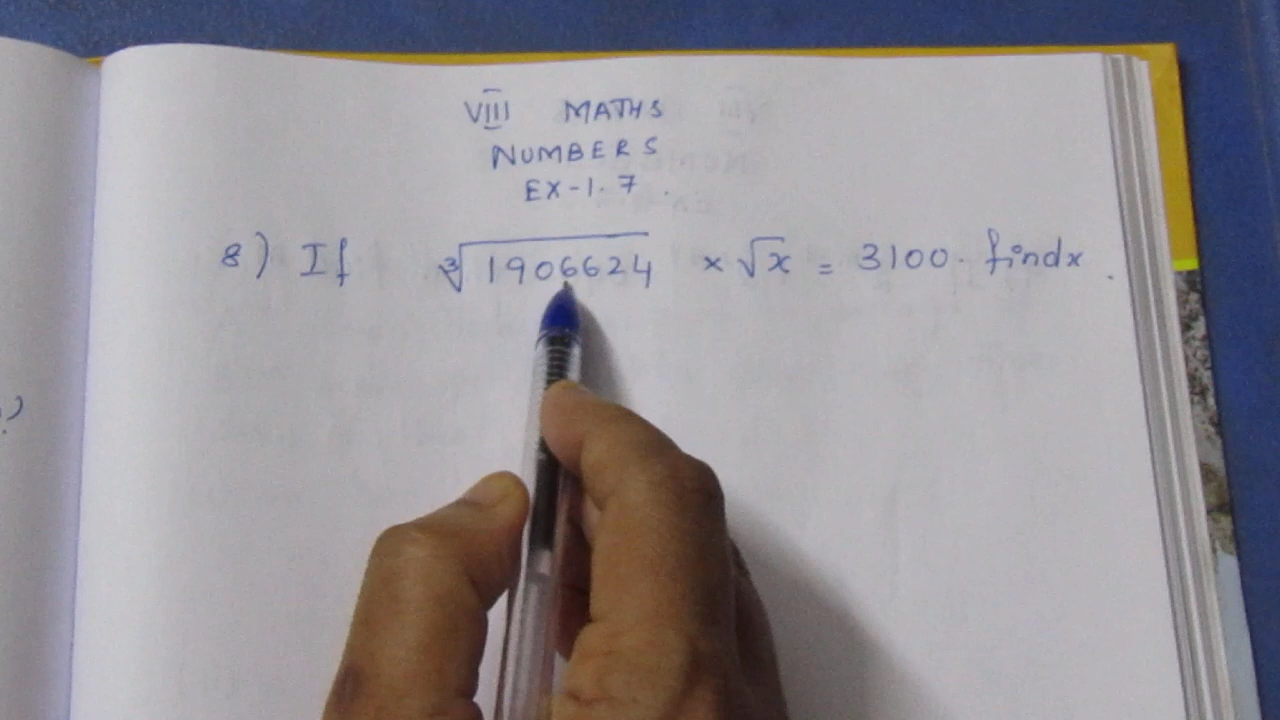 VIII MATHS
NUMBERS
EX-1.7.
8) If ∛1906624 × √x = 3100. find x.